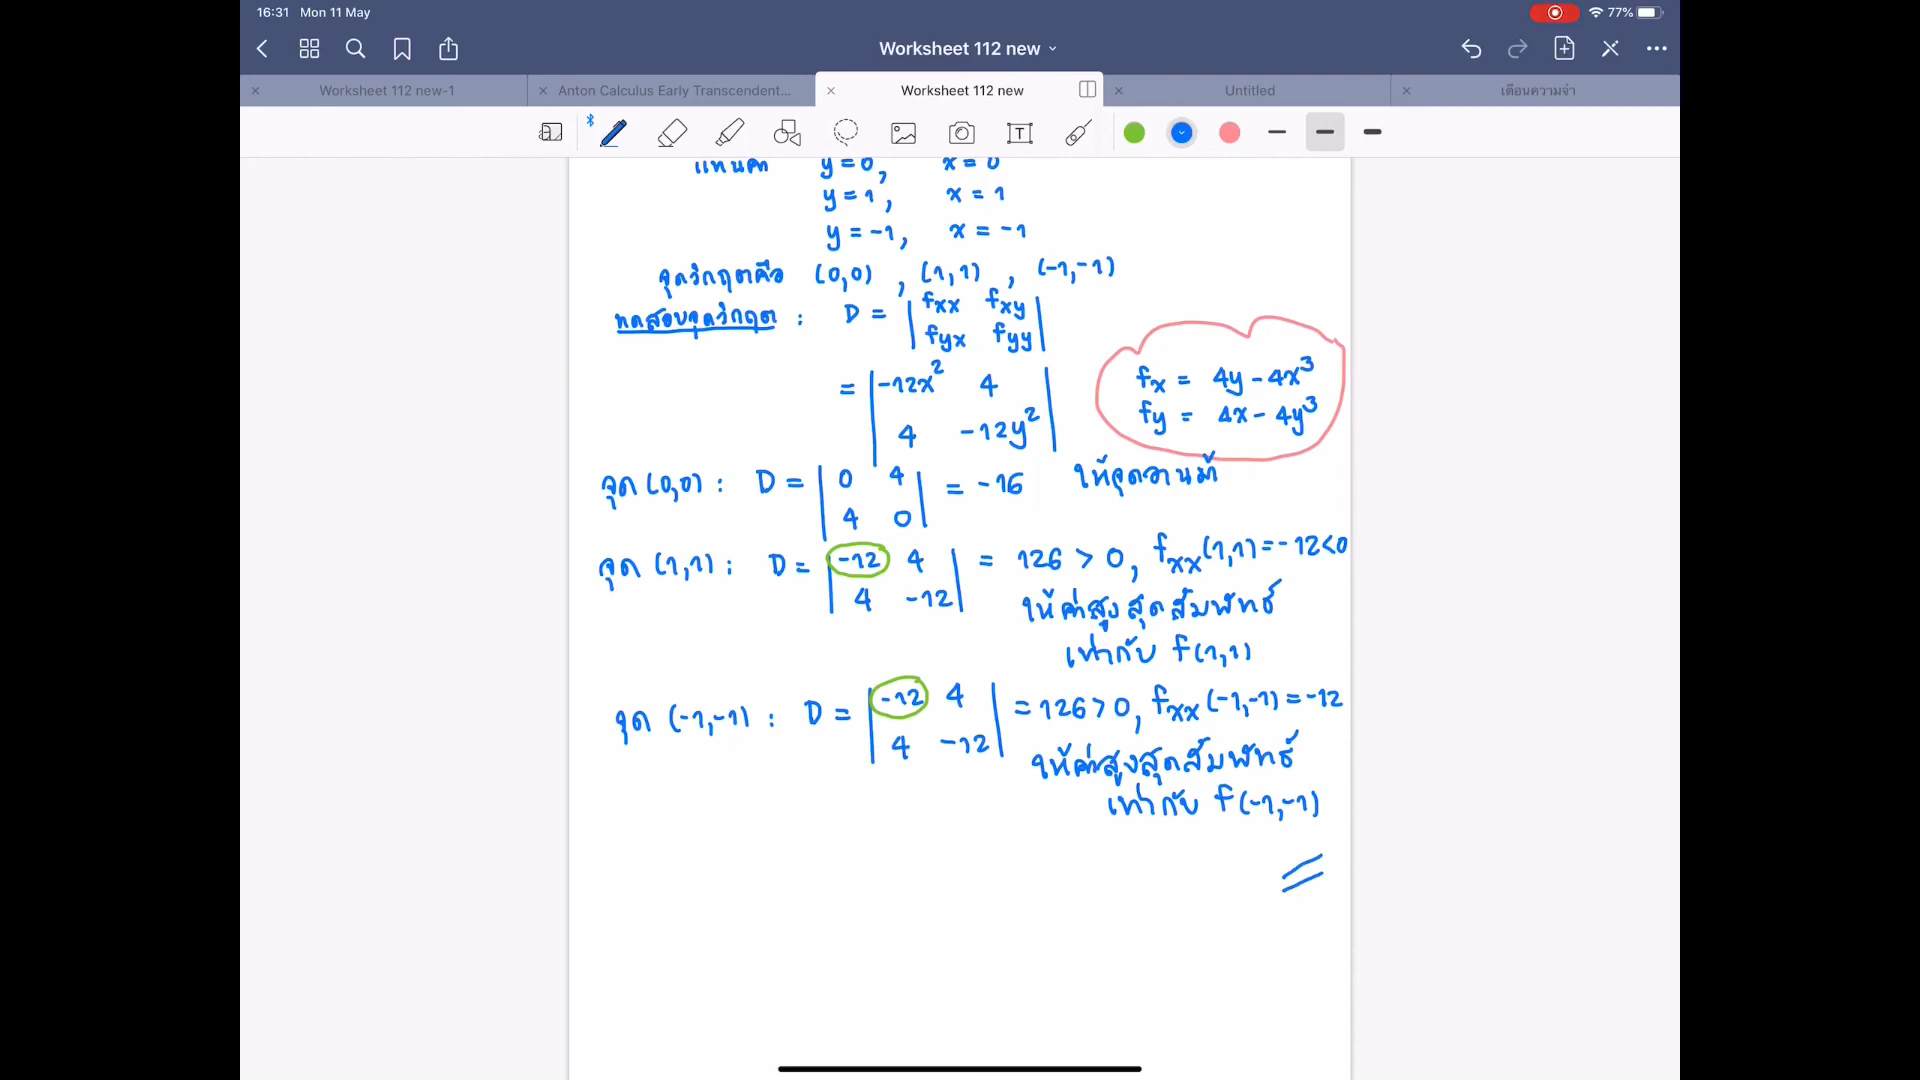 16:31 Mon 11 May
77%
Worksheet 112 new
Worksheet 112 new-1
Anton Calculus Early Transcendent...
Worksheet 112 new
Untitled
เตือนความจำ
แทนค่า y = 0, x = 0
y = 1, x = 1
y = -1, x = -1
จุดวิกฤตคือ (0,0), (1,1), (-1,-1)
ทดสอบจุดวิกฤต : D = | fxx fxy |
| fyx fyy |
= | -12x² 4 |
| 4 -12y² |
fx = 4y - 4x³
fy = 4x - 4y³
จุด (0,0) : D = | 0 4 | = -16 ให้จุดอานม้า
| 4 0 |
จุด (1,1) : D = | -12 4 | = 126 > 0, fxx(1,1) = -12 < 0
| 4 -12 |
ให้ค่าสูงสุดสัมพัทธ์
เท่ากับ f(1,1)
จุด (-1,-1) : D = | -12 4 | = 126 > 0, fxx(-1,-1) = -12
| 4 -12 |
ให้ค่าสูงสุดสัมพัทธ์
เท่ากับ f(-1,-1)